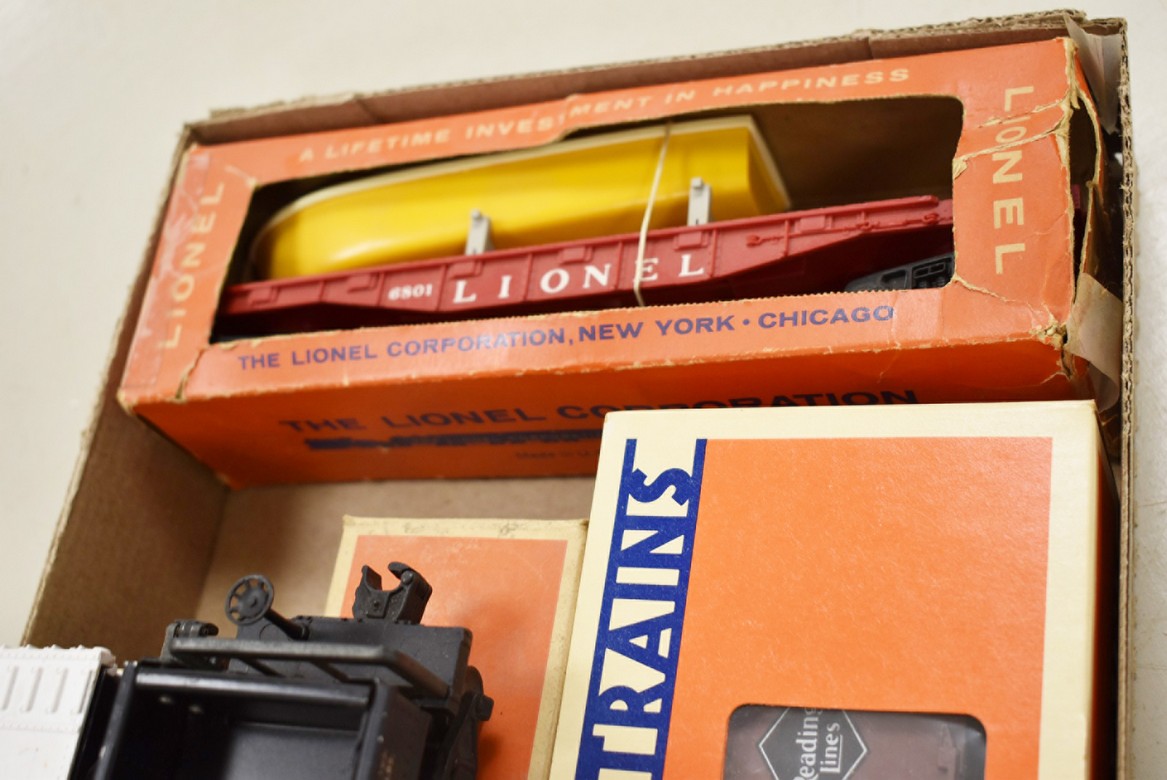 A LIFETIME INVESTMENT IN HAPPINESS
LIONEL
LIONEL
6801 LIONEL
THE LIONEL CORPORATION, NEW YORK • CHICAGO
THE LIONEL CORPORATION
TRAINS
Reading
Lines